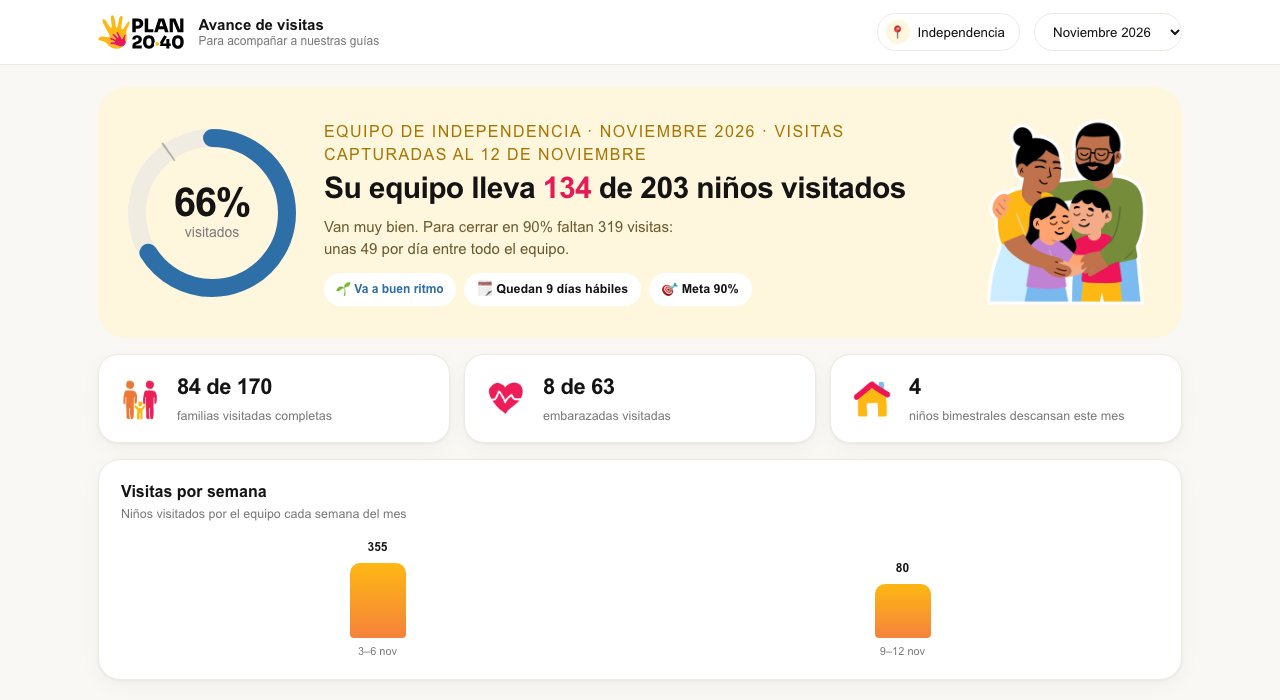 PLAN
20·40
Avance de visitas
Para acompañar a nuestras guías
Independencia
Noviembre 2026
66%
visitados
EQUIPO DE INDEPENDENCIA · NOVIEMBRE 2026 · VISITAS
CAPTURADAS AL 12 DE NOVIEMBRE
Su equipo lleva 134 de 203 niños visitados
Van muy bien. Para cerrar en 90% faltan 319 visitas:
unas 49 por día entre todo el equipo.
Va a buen ritmo
Quedan 9 días hábiles
Meta 90%
84 de 170
familias visitadas completas
8 de 63
embarazadas visitadas
4
niños bimestrales descansan este mes
Visitas por semana
Niños visitados por el equipo cada semana del mes
355
80
3–6 nov
9–12 nov